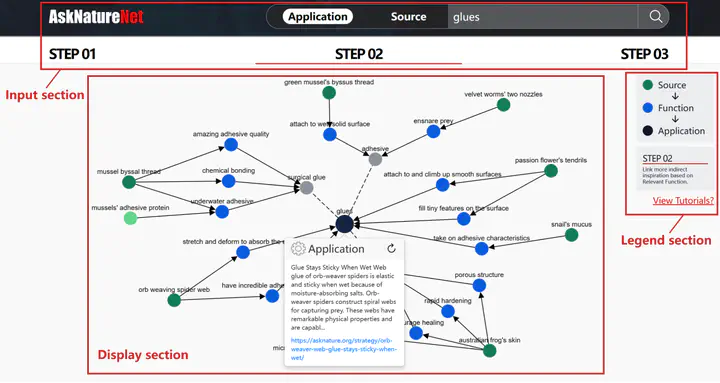 AskNatureNet
Application
Source
glues
STEP 01
STEP 02
STEP 03
Input section
green mussel's byssus thread
velvet worms' two nozzles
attach to wet solid surface
ensnare prey
amazing adhesive quality
adhesive
mussel byssal thread
chemical bonding
surgical glue
attach to and climb up smooth surfaces
passion flower's tendrils
underwater adhesive
mussels' adhesive protein
glues
fill tiny features on the surface
snail's mucus
stretch and deform to absorb the
take on adhesive characteristics
orb weaving spider web
have incredible adhe
porous structure
rapid hardening
urage healing
australian frog's skin
Application
Glue Stays Sticky When Wet Web
glue of orb-weaver spiders is elastic
and sticky when wet because of
moisture-absorbing salts. Orb-
weaver spiders construct spiral webs
for capturing prey. These webs have
remarkable physical properties and
are capabl...
https://asknature.org/strategy/orb-
weaver-web-glue-stays-sticky-when-
wet/
Display section
Source
Function
Application
STEP 02
Link more indirect
inspiration based on
Relevant Function.
View Tutorials?
Legend section